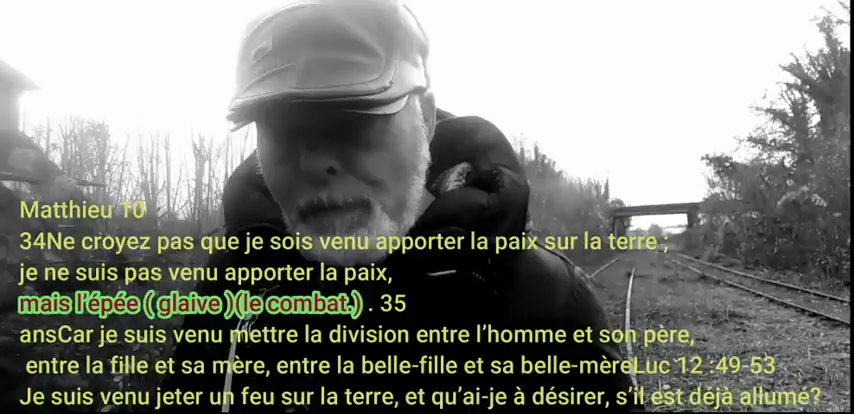 Matthieu 10
34Ne croyez pas que je sois venu apporter la paix sur la terre ;
je ne suis pas venu apporter la paix,
mais l'épée ( glaive )(le combat.) . 35
ansCar je suis venu mettre la division entre l'homme et son père,
entre la fille et sa mère, entre la belle-fille et sa belle-mèreLuc 12 :49-53
Je suis venu jeter un feu sur la terre, et qu'ai-je à désirer, s'il est déjà allumé?